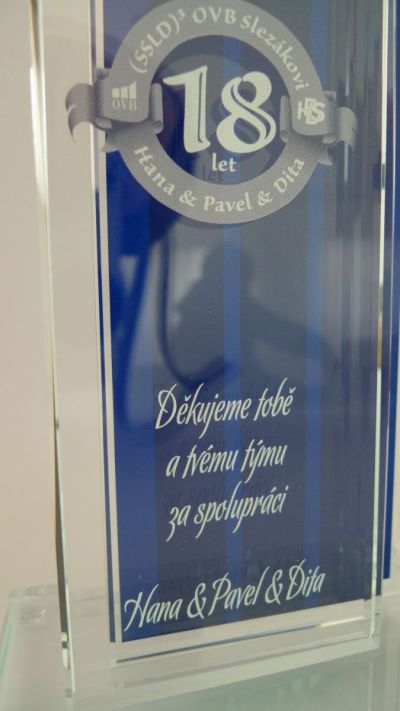 (SSLD)³ OVB Slezákovi
OVB
18
let
Hana & Pavel & Dita
Děkujeme tobě
a tvému týmu
za spolupráci
Hana & Pavel & Dita